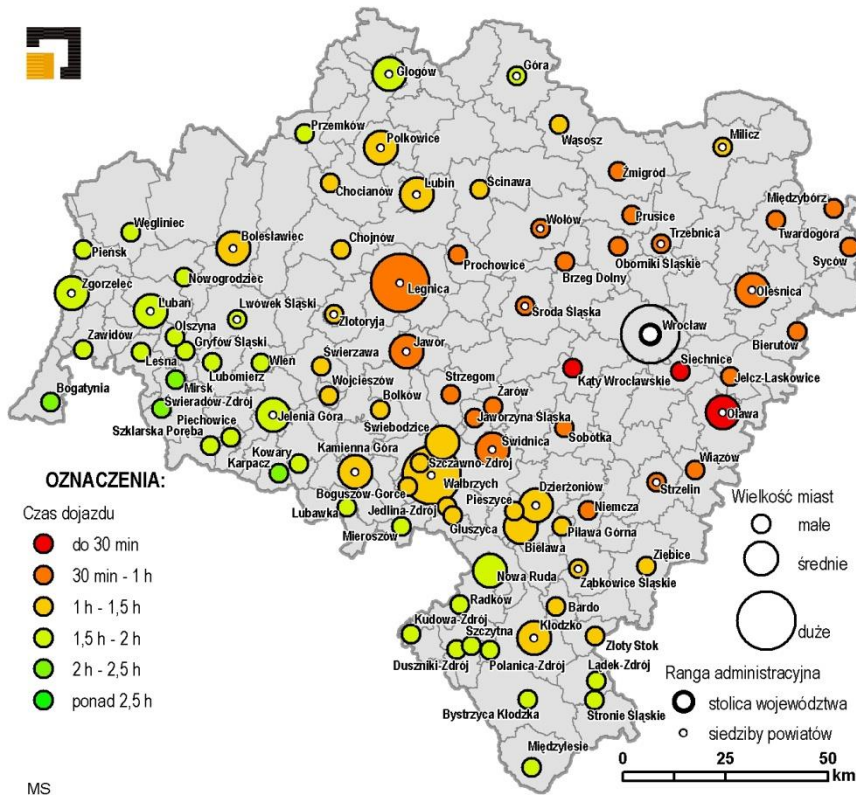 Głogów
Góra
Przemków
Polkowice
Wąsosz
Milicz
Żmigród
Chocianów
Lubin
Ścinawa
Międzybórz
Prusice
Wołów
Twardogóra
Węgliniec
Trzebnica
Bolesławiec
Chojnów
Syców
Pieńsk
Prochowice
Oborniki Śląskie
Brzeg Dolny
Nowogrodziec
Zgorzelec
Legnica
Oleśnica
Lubań
Lwówek Śląski
Złotoryja
Środa Śląska
Wrocław
Olszyna
Bierutów
Zawidów
Gryfów Śląski
Jawor
Leśna
Siechnice
Lubomierz
Wleń
Świerzawa
Kąty Wrocławskie
Jelcz-Laskowice
Mirsk
Strzegom
Bogatynia
Świeradów-Zdrój
Wojcieszów
Żarów
Bolków
Jelenia Góra
Oława
Piechowice
Jaworzyna Śląska
Szklarska Poręba
Świebodzice
Sobótka
Świdnica
Kowary
Kamienna Góra
Karpacz
Szczawno-Zdrój
Wiązów
OZNACZENIA:
Wałbrzych
Dzierżoniów
Strzelin
Boguszów-Gorce
Pieszyce
Wielkość miast
Czas dojazdu
Lubawka
Jedlina-Zdrój
Niemcza
małe
do 30 min
Głuszyca
Piława Górna
Mieroszów
Bielawa
30 min - 1 h
średnie
Ziębice
1 h - 1,5 h
Nowa Ruda
Ząbkowice Śląskie
1,5 h - 2 h
Radków
Bardo
duże
Kudowa-Zdrój
2 h - 2,5 h
Szczytna
Kłodzko
Złoty Stok
Duszniki-Zdrój
Polanica-Zdrój
Lądek-Zdrój
Ranga administracyjna
ponad 2,5 h
stolica województwa
Bystrzyca Kłodzka
Stronie Śląskie
siedziby powiatów
Międzylesie
0 25 50
km
MS